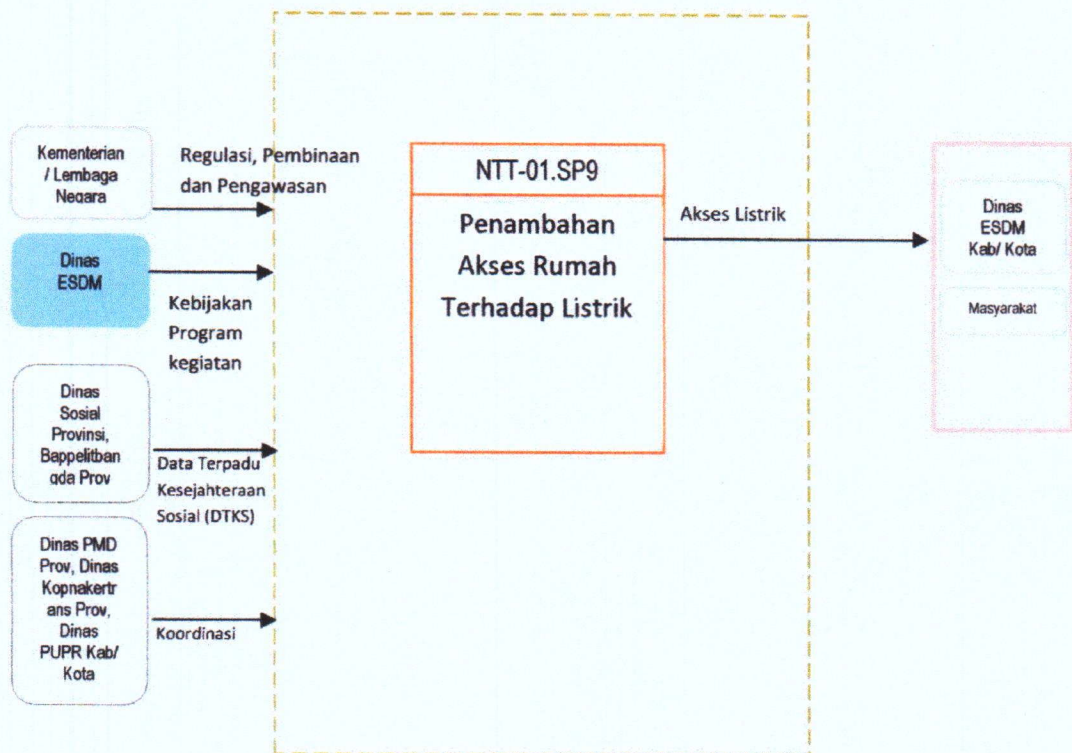 Kementerian
/ Lembaga
Negara
Regulasi, Pembinaan
dan Pengawasan
Dinas
ESDM
Kebijakan
Program
kegiatan
Dinas
Sosial
Provinsi,
Bappelitban
gda Prov
Data Terpadu
Kesejahteraan
Sosial (DTKS)
Dinas PMD
Prov, Dinas
Kopnakertr
ans Prov,
Dinas
PUPR Kab/
Kota
Koordinasi
NTT-01.SP9
Penambahan
Akses Rumah
Terhadap Listrik
Akses Listrik
Dinas
ESDM
Kab/ Kota
Masyarakat